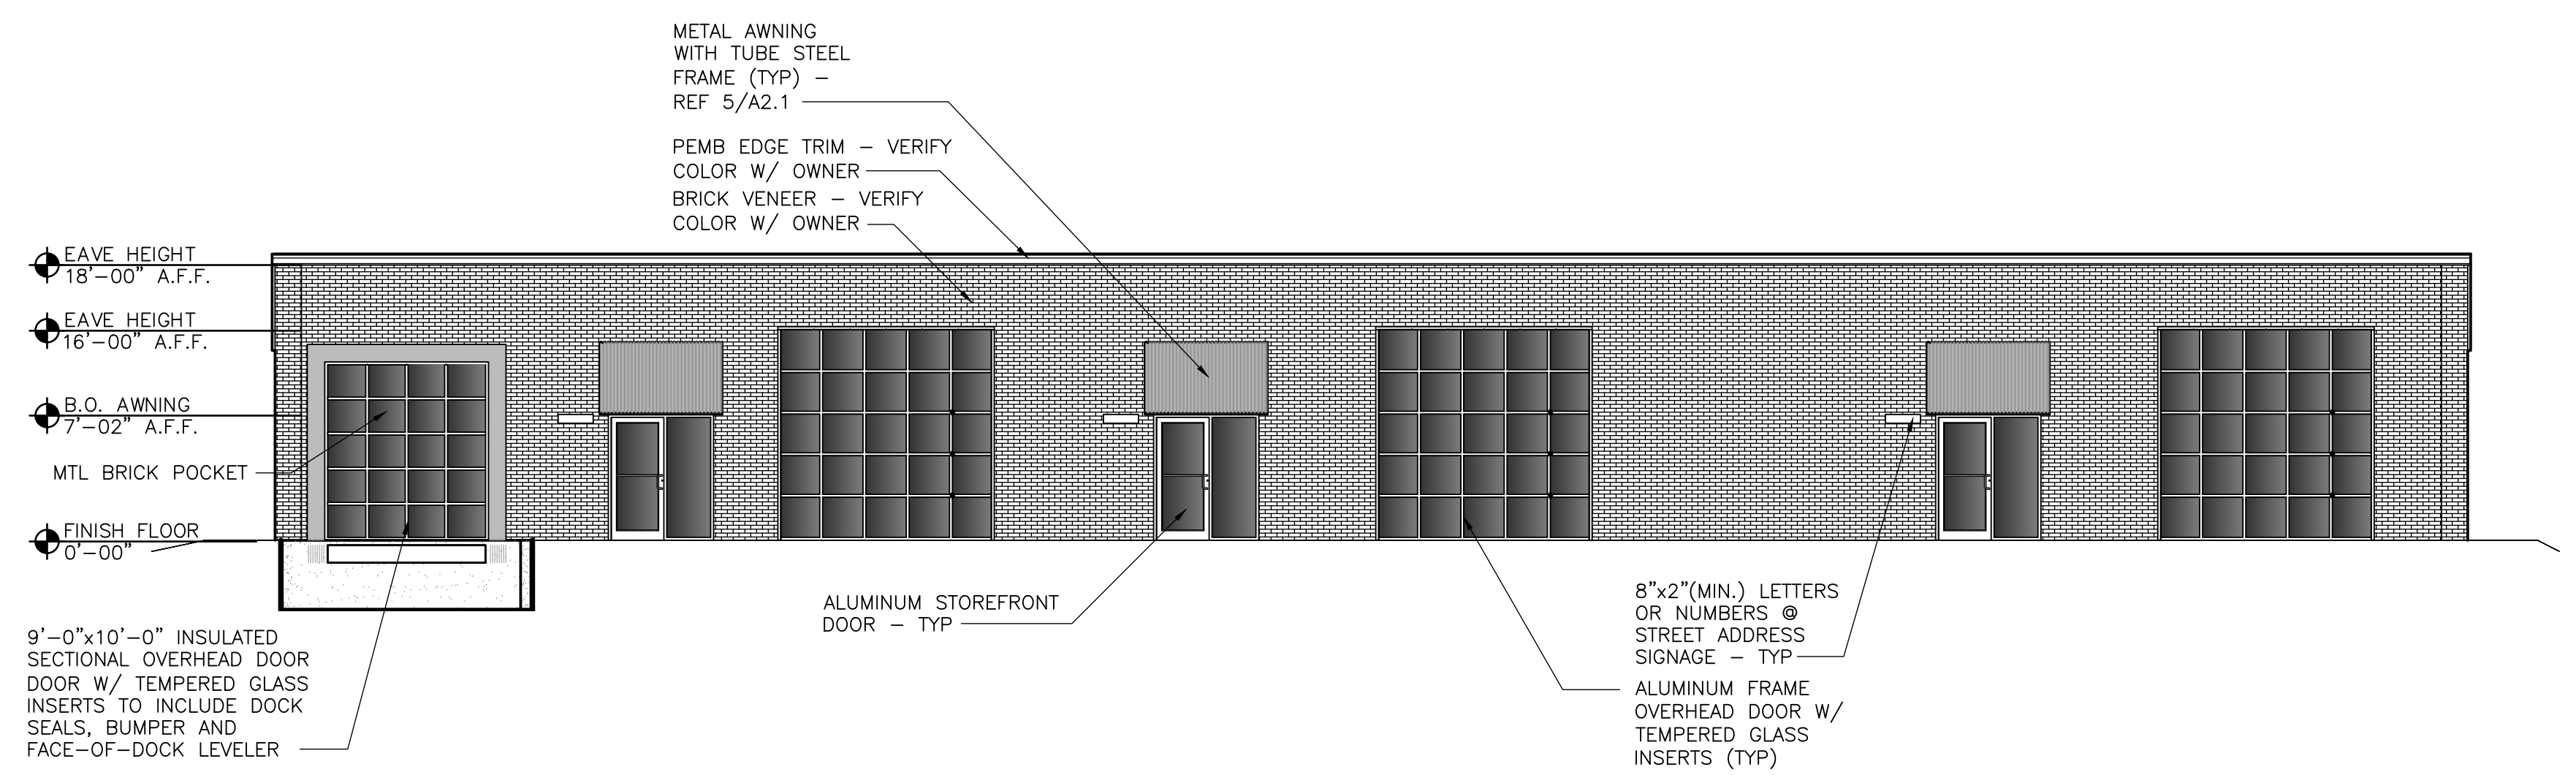 METAL AWNING
WITH TUBE STEEL
FRAME (TYP) –
REF 5/A2.1
PEMB EDGE TRIM – VERIFY
COLOR W/ OWNER
BRICK VENEER – VERIFY
COLOR W/ OWNER
EAVE HEIGHT
18'–00" A.F.F.
EAVE HEIGHT
16'–00" A.F.F.
B.O. AWNING
7'–02" A.F.F.
MTL BRICK POCKET
FINISH FLOOR
0'–00"
9'–0"x10'–0" INSULATED
SECTIONAL OVERHEAD DOOR
DOOR W/ TEMPERED GLASS
INSERTS TO INCLUDE DOCK
SEALS, BUMPER AND
FACE–OF–DOCK LEVELER
ALUMINUM STOREFRONT
DOOR – TYP
8"x2"(MIN.) LETTERS
OR NUMBERS @
STREET ADDRESS
SIGNAGE – TYP
ALUMINUM FRAME
OVERHEAD DOOR W/
TEMPERED GLASS
INSERTS (TYP)